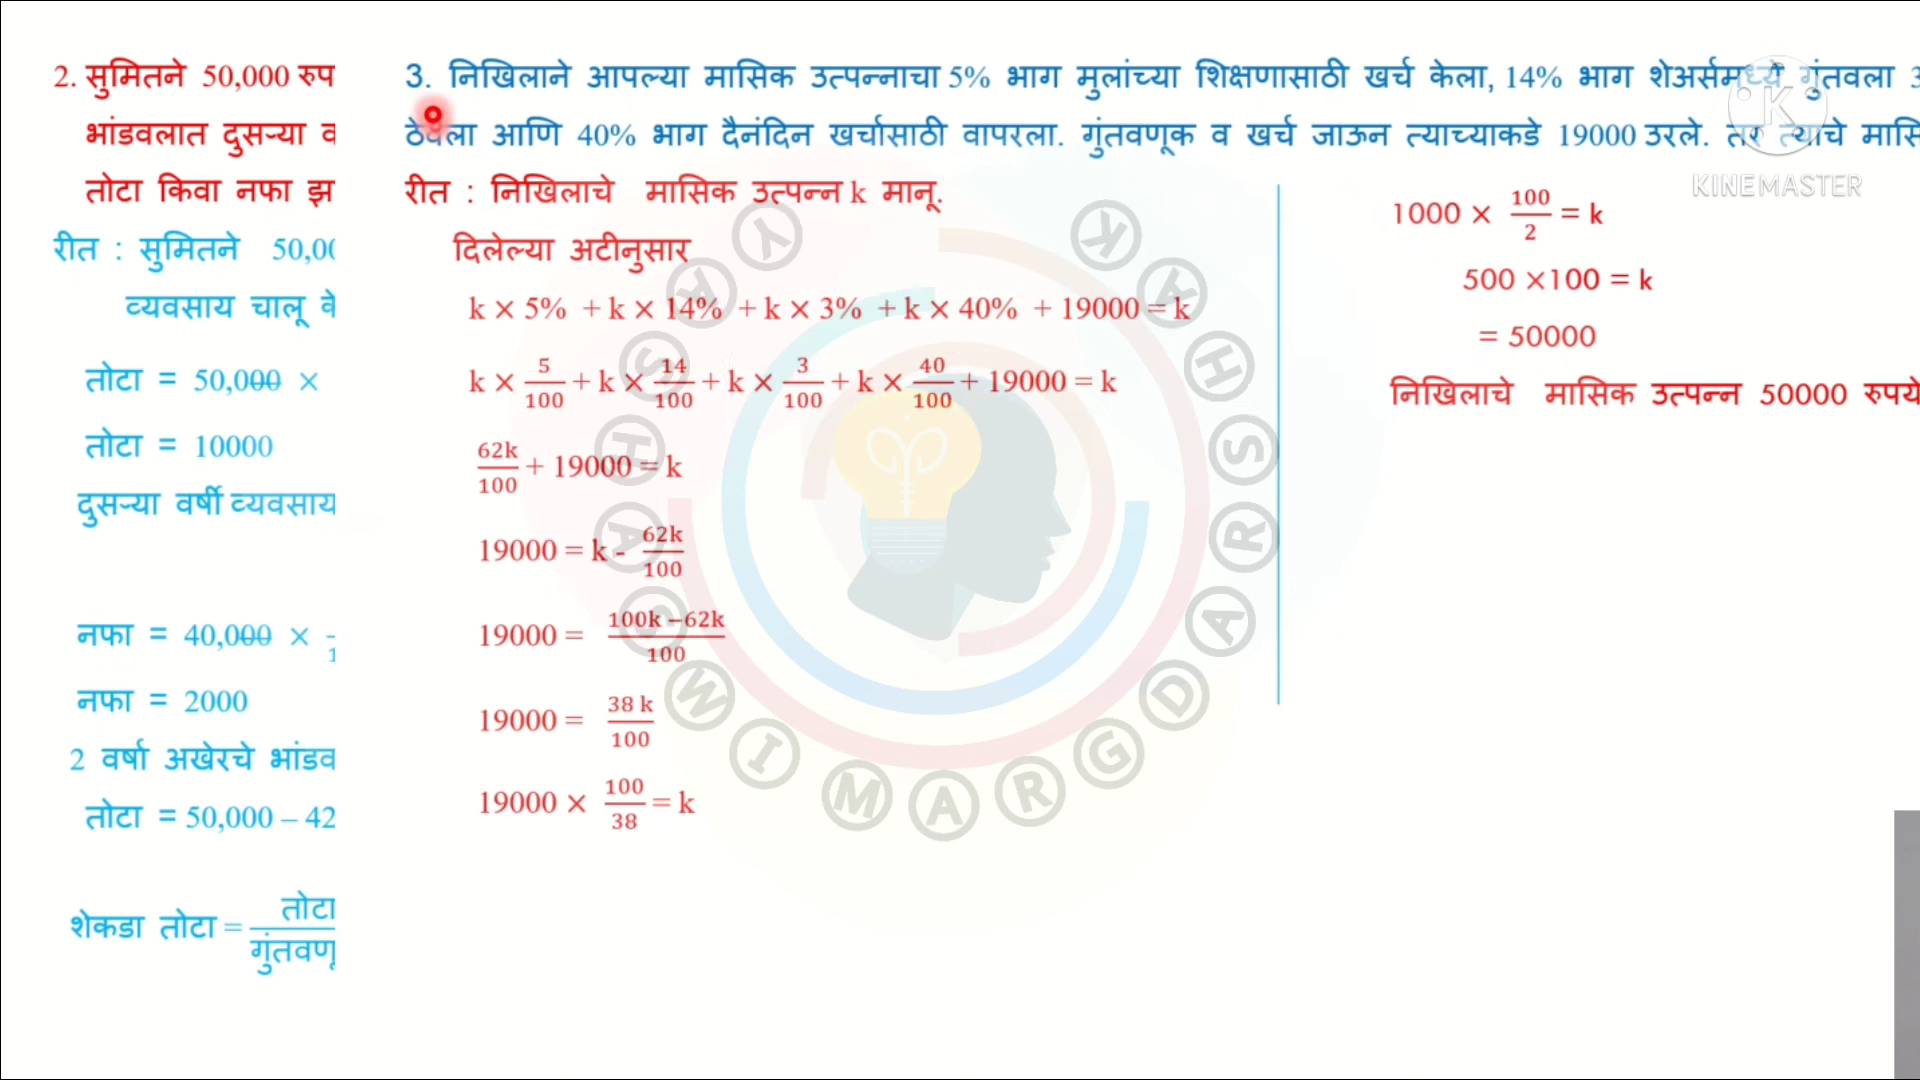 2. सुमितने 50,000 रुप
भांडवलात दुसऱ्या व
तोटा किवा नफा झ
रीत : सुमितने 50,00
व्यवसाय चालू के
तोटा = 50,000 ×
तोटा = 10000
दुसऱ्या वर्षी व्यवसाय
नफा = 40,000 ×
नफा = 2000
2 वर्षा अखेरचे भांडव
तोटा = 50,000 – 42
शेकडा तोटा = तोटा / गुंतवणू
3. निखिलाने आपल्या मासिक उत्पन्नाचा 5% भाग मुलांच्या शिक्षणासाठी खर्च केला, 14% भाग शेअर्समध्ये गुंतवला 3
ठेवला आणि 40% भाग दैनंदिन खर्चासाठी वापरला. गुंतवणूक व खर्च जाऊन त्याच्याकडे 19000 उरले. तर त्याचे मासि
रीत : निखिलाचे मासिक उत्पन्न k मानू.
दिलेल्या अटीनुसार
k × 5% + k × 14% + k × 3% + k × 40% + 19000 = k
k × 5/100 + k × 14/100 + k × 3/100 + k × 40/100 + 19000 = k
62k/100 + 19000 = k
19000 = k - 62k/100
19000 = 100k –62k/100
19000 = 38 k/100
19000 × 100/38 = k
1000 × 100/2 = k
500 ×100 = k
= 50000
निखिलाचे मासिक उत्पन्न 50000 रुपये
K
KINEMASTER
YASHASWI MARGDARSHAK